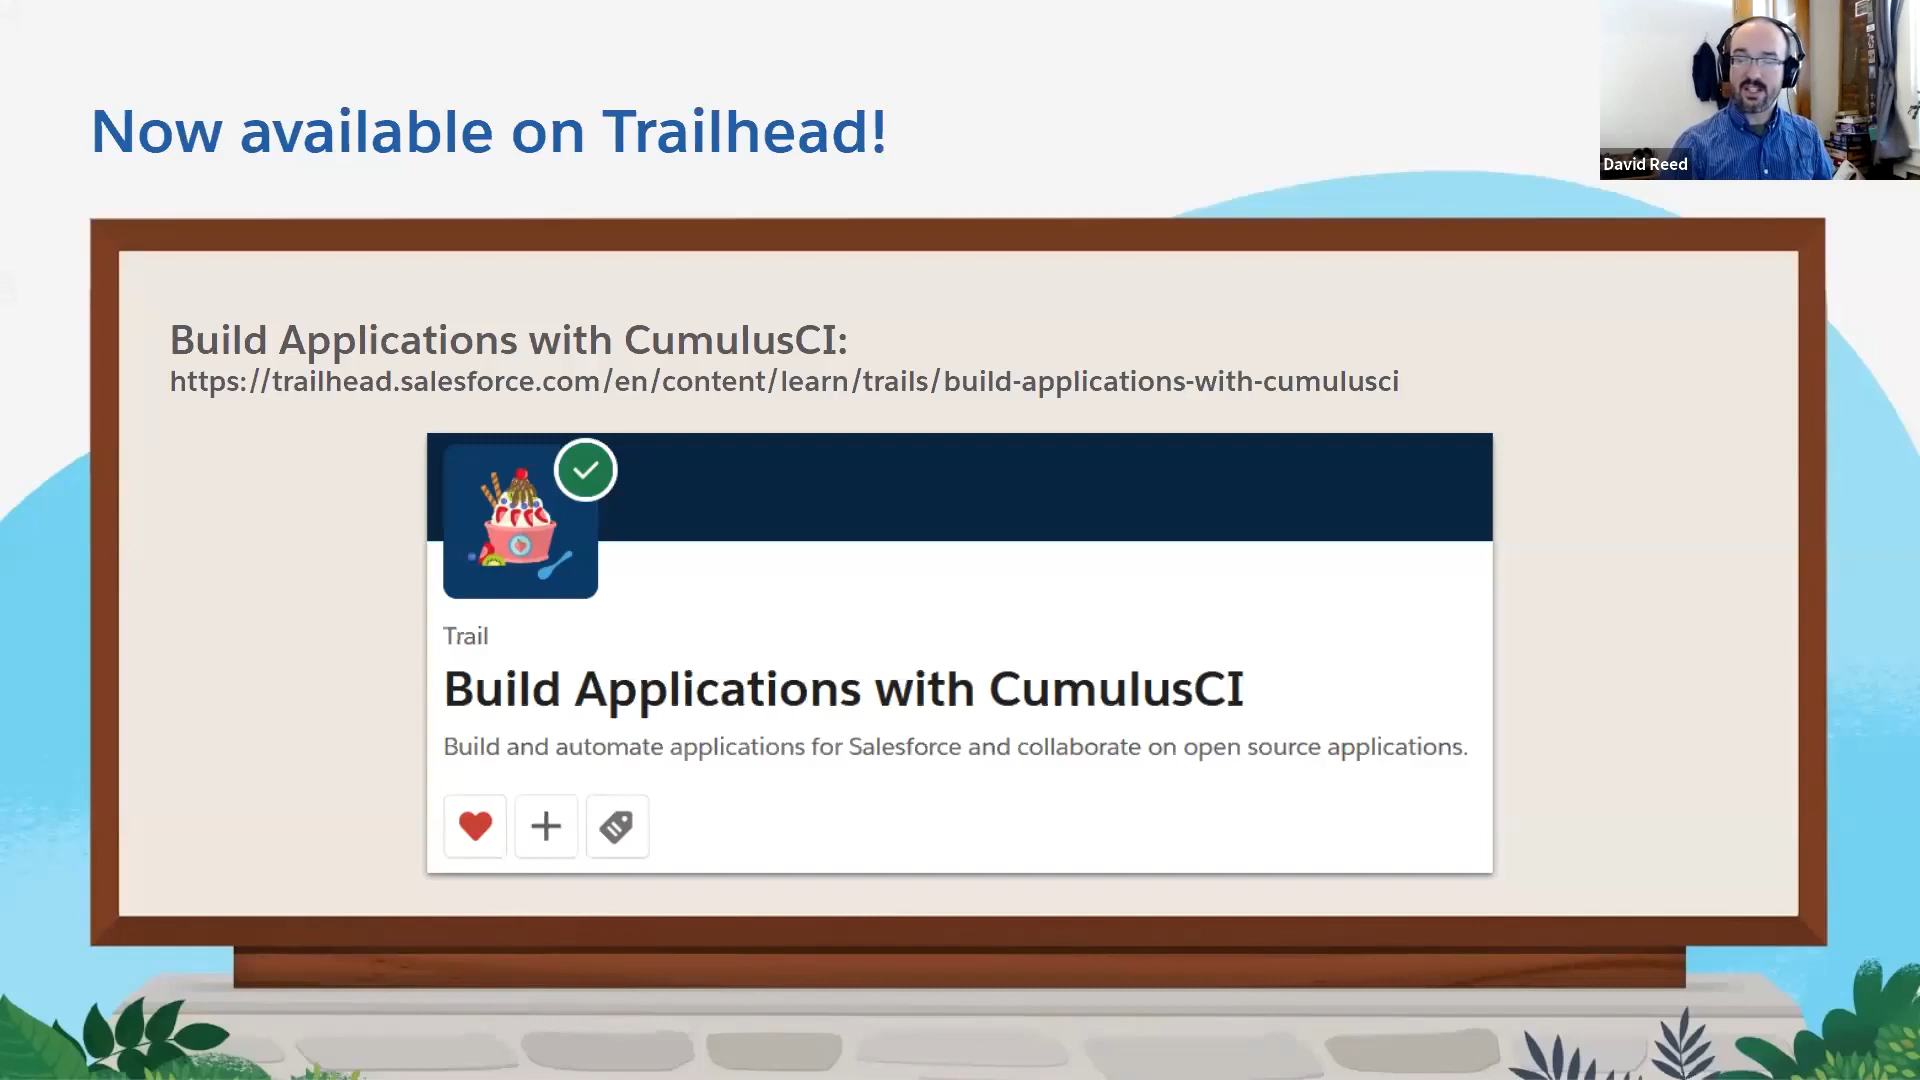 Now available on Trailhead!
David Reed
Build Applications with CumulusCI:
https://trailhead.salesforce.com/en/content/learn/trails/build-applications-with-cumulusci
Trail
Build Applications with CumulusCI
Build and automate applications for Salesforce and collaborate on open source applications.